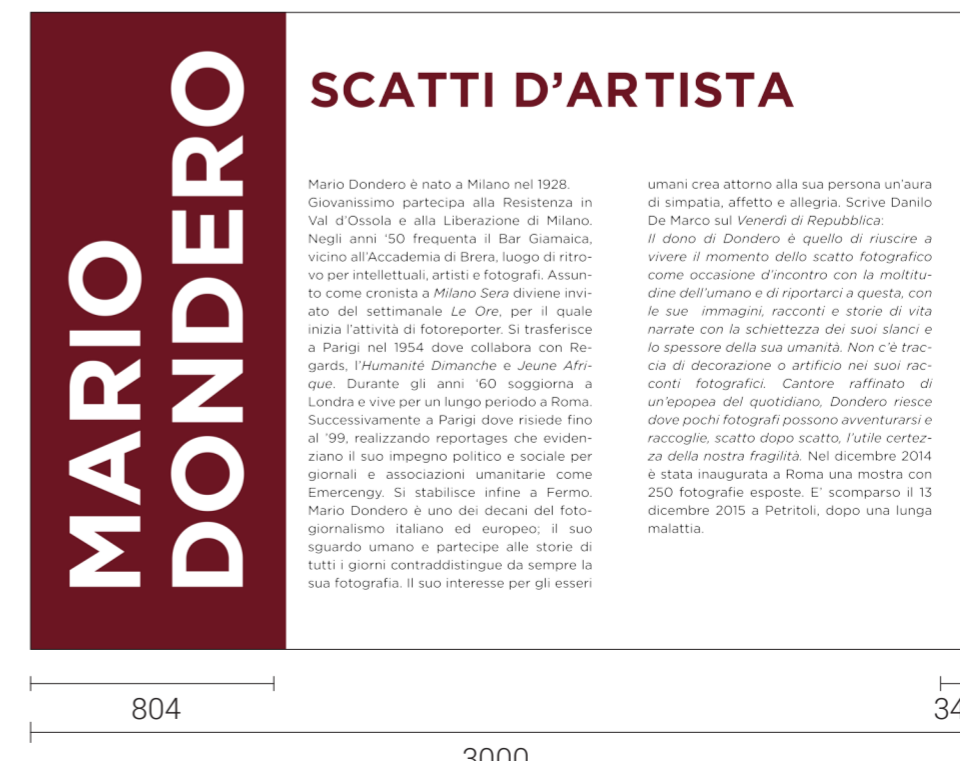 MARIO
DONDERO
SCATTI D’ARTISTA
Mario Dondero è nato a Milano nel 1928.
Giovanissimo partecipa alla Resistenza in
Val d’Ossola e alla Liberazione di Milano.
Negli anni ‘50 frequenta il Bar Giamaica,
vicino all’Accademia di Brera, luogo di ritro-
vo per intellettuali, artisti e fotografi. Assun-
to come cronista a Milano Sera diviene invi-
ato del settimanale Le Ore, per il quale
inizia l’attività di fotoreporter. Si trasferisce
a Parigi nel 1954 dove collabora con Re-
gards, l’Humanité Dimanche e Jeune Afri-
que. Durante gli anni ‘60 soggiorna a
Londra e vive per un lungo periodo a Roma.
Successivamente a Parigi dove risiede fino
al ‘99, realizzando reportages che eviden-
ziano il suo impegno politico e sociale per
giornali e associazioni umanitarie come
Emercengy. Si stabilisce infine a Fermo.
Mario Dondero è uno dei decani del foto-
giornalismo italiano ed europeo; il suo
sguardo umano e partecipe alle storie di
tutti i giorni contraddistingue da sempre la
sua fotografia. Il suo interesse per gli esseri
umani crea attorno alla sua persona un’aura
di simpatia, affetto e allegria. Scrive Danilo
De Marco sul Venerdì di Repubblica:
Il dono di Dondero è quello di riuscire a
vivere il momento dello scatto fotografico
come occasione d’incontro con la moltitu-
dine dell’umano e di riportarci a questa, con
le sue immagini, racconti e storie di vita
narrate con la schiettezza dei suoi slanci e
lo spessore della sua umanità. Non c’è trac-
cia di decorazione o artificio nei suoi rac-
conti fotografici. Cantore raffinato di
un’epopea del quotidiano, Dondero riesce
dove pochi fotografi possono avventurarsi e
raccoglie, scatto dopo scatto, l’utile certez-
za della nostra fragilità. Nel dicembre 2014
è stata inaugurata a Roma una mostra con
250 fotografie esposte. E’ scomparso il 13
dicembre 2015 a Petritoli, dopo una lunga
malattia.
804
3000